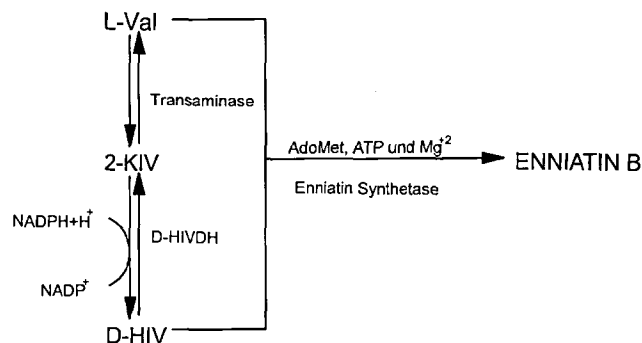 L-Val
Transaminase
AdoMet, ATP und Mg+2
2-KIV
ENNIATIN B
Enniatin Synthetase
NADPH+H+
D-HIVDH
NADP+
D-HIV